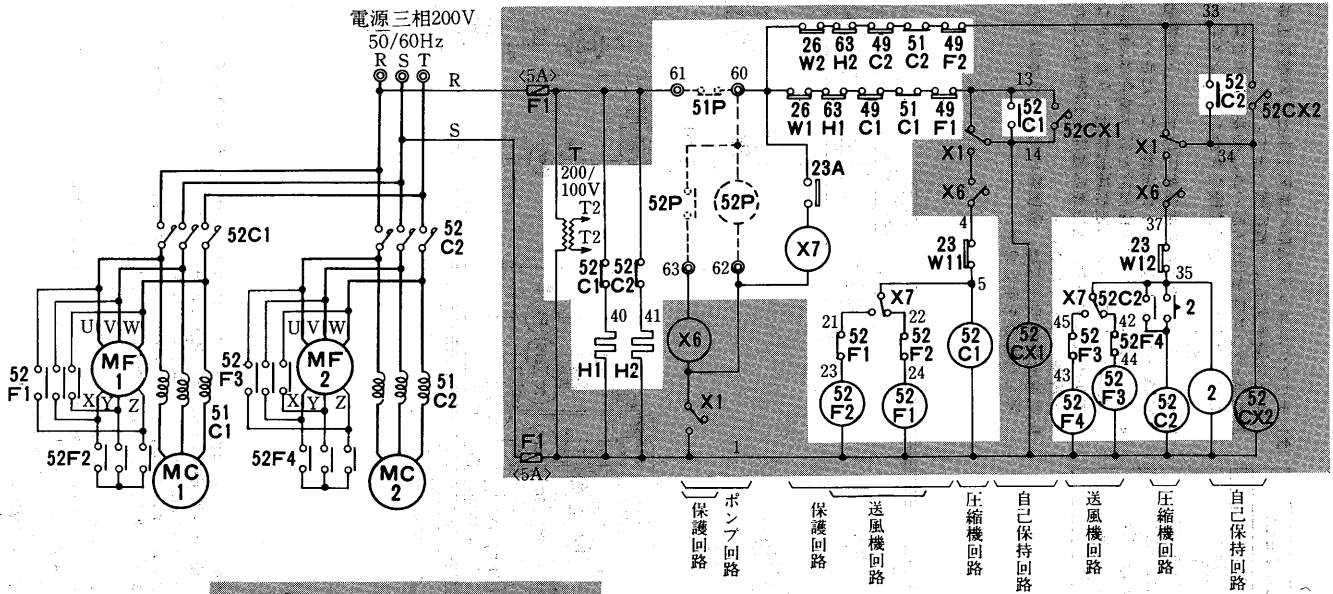 電源三相200V
50/60Hz
R S T
R
S
〈5A〉
F1
T
200/
100V
T2
T2
61
60
51P
52P
52P
63
62
26
W2
63
H2
49
C2
51
C2
49
F2
26
W1
63
H1
49
C1
51
C1
49
F1
23A
X7
13
52
C1
52CX1
14
X1
X6
4
23
W11
5
33
52
C2
52CX2
X1
34
X6
37
23
W12
35
52C1
52
C2
52
C1
52
C2
40
41
H1
H2
X6
X1
1
X7
21
22
52
F1
52
F2
23
24
52
F2
52
F1
52
C1
52
CX1
X7
52C2
2
45
42
52
F3
52
F4
43
44
52
F4
52
F3
52
C2
2
52
CX2
U V W
MF
1
X Y Z
52
F1
52F2
51
C1
MC
1
U V W
MF
2
X Y Z
52
F3
52F4
51
C2
MC
2
F1
〈5A〉
保護回路
ポンプ回路
保護回路
送風機回路
圧縮機回路
自己保持回路
送風機回路
圧縮機回路
自己保持回路